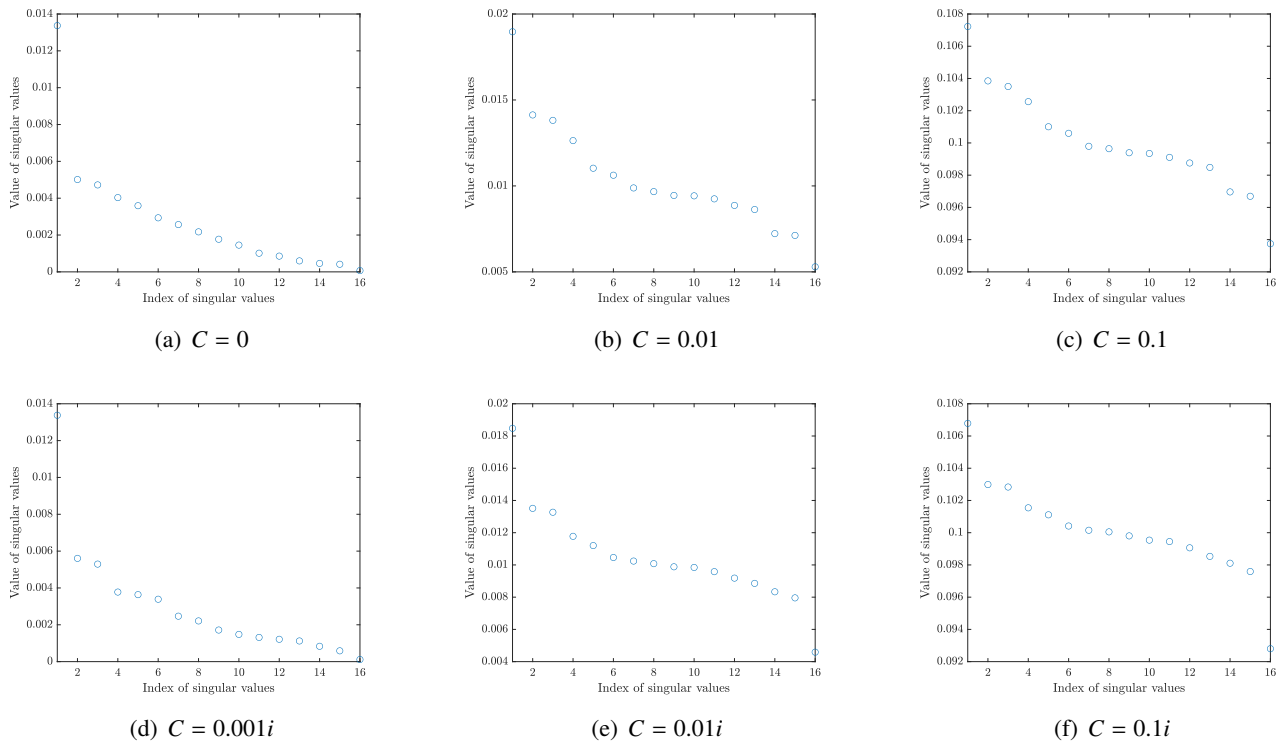 0.014
0.012
0.01
0.008
0.006
0.004
0.002
0
Value of singular values
2 4 6 8 10 12 14 16
Index of singular values
(a) C = 0
0.02
0.015
0.01
0.005
Value of singular values
2 4 6 8 10 12 14 16
Index of singular values
(b) C = 0.01
0.108
0.106
0.104
0.102
0.1
0.098
0.096
0.094
0.092
Value of singular values
2 4 6 8 10 12 14 16
Index of singular values
(c) C = 0.1
0.014
0.012
0.01
0.008
0.006
0.004
0.002
0
Value of singular values
2 4 6 8 10 12 14 16
Index of singular values
(d) C = 0.001i
0.02
0.018
0.016
0.014
0.012
0.01
0.008
0.006
0.004
Value of singular values
2 4 6 8 10 12 14 16
Index of singular values
(e) C = 0.01i
0.108
0.106
0.104
0.102
0.1
0.098
0.096
0.094
0.092
Value of singular values
2 4 6 8 10 12 14 16
Index of singular values
(f) C = 0.1i